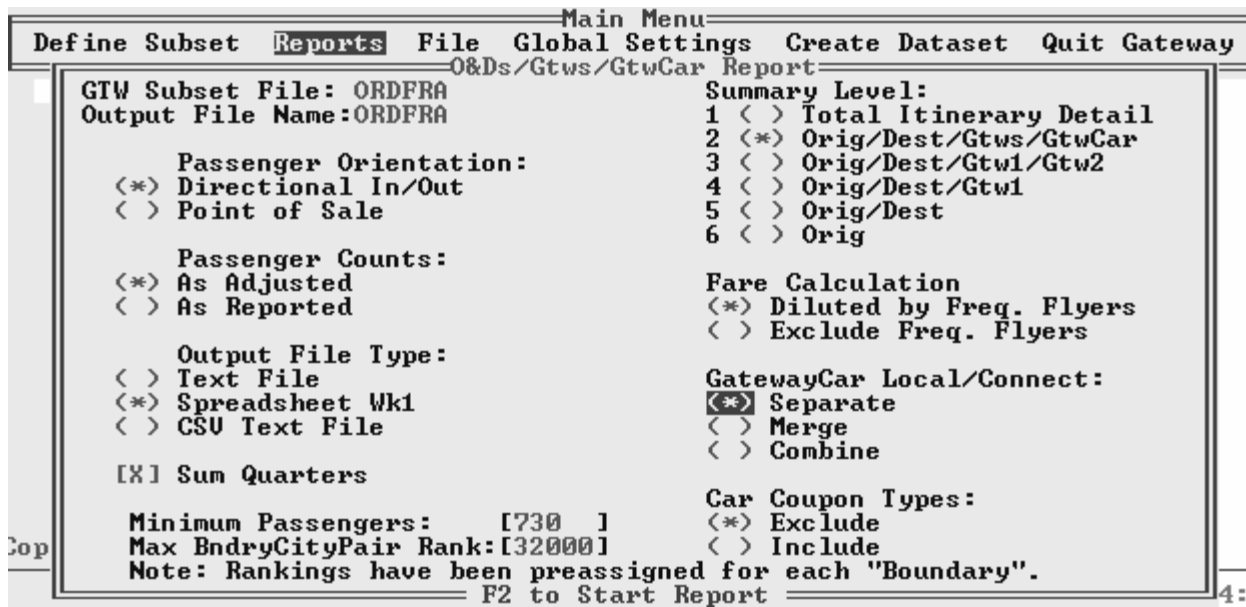 Main Menu
Define Subset Reports File Global Settings Create Dataset Quit Gateway
O&Ds/Gtws/GtwCar Report
GTW Subset File: ORDFRA
Output File Name:ORDFRA
Passenger Orientation:
(*) Directional In/Out
( ) Point of Sale
Passenger Counts:
(*) As Adjusted
( ) As Reported
Output File Type:
( ) Text File
(*) Spreadsheet Wk1
( ) CSV Text File
[X] Sum Quarters
Minimum Passengers: [730 ]
Max BndryCityPair Rank:[32000]
Summary Level:
1 ( ) Total Itinerary Detail
2 (*) Orig/Dest/Gtws/GtwCar
3 ( ) Orig/Dest/Gtw1/Gtw2
4 ( ) Orig/Dest/Gtw1
5 ( ) Orig/Dest
6 ( ) Orig
Fare Calculation
(*) Diluted by Freq. Flyers
( ) Exclude Freq. Flyers
GatewayCar Local/Connect:
(*) Separate
( ) Merge
( ) Combine
Car Coupon Types:
(*) Exclude
( ) Include
Note: Rankings have been preassigned for each "Boundary".
F2 to Start Report
Cop
4: